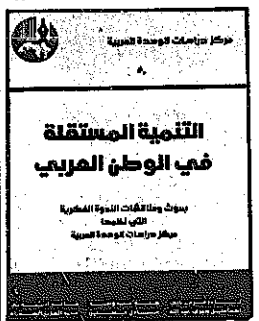 مركز دراسات الوحدة العربية
التنمية المستقلة
في الوطن العربي
بحوث ومناقشات الندوة الفكرية
التي نظمها
مركز دراسات الوحدة العربية